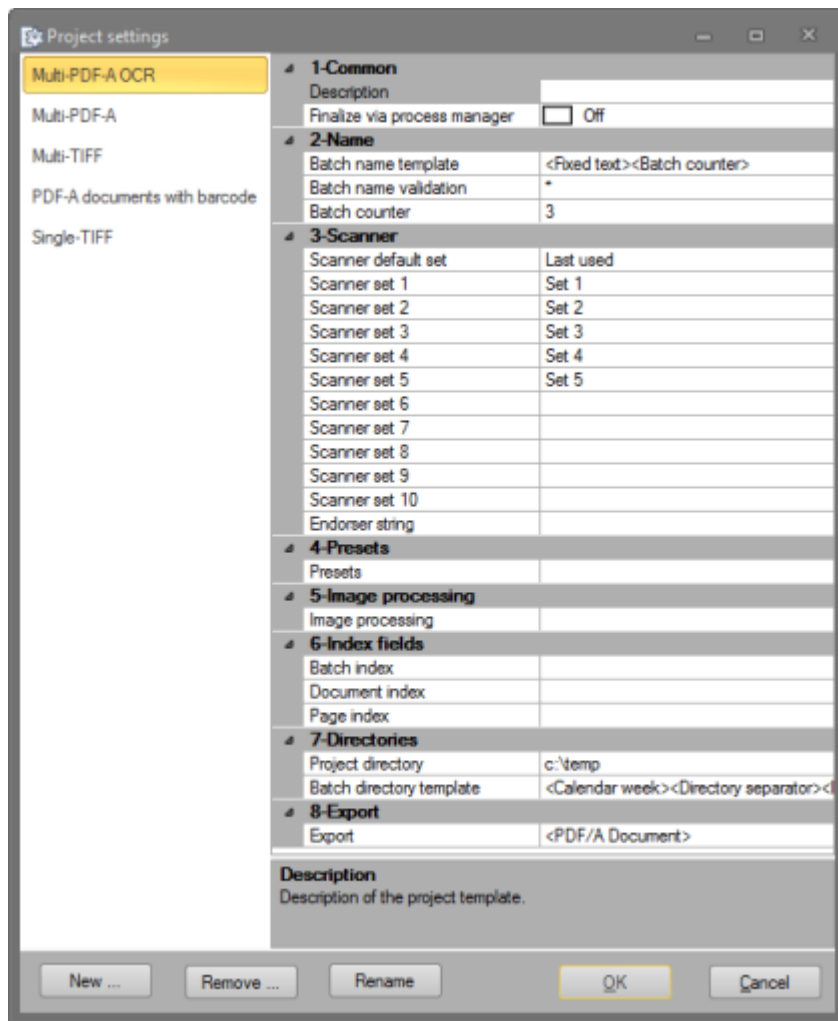 Project settings
Multi-PDF-A OCR
Multi-PDF-A
Multi-TIFF
PDF-A documents with barcode
Single-TIFF
1-Common
Description
Finalize via process manager Off
2-Name
Batch name template <Fixed text><Batch counter>
Batch name validation *
Batch counter 3
3-Scanner
Scanner default set Last used
Scanner set 1 Set 1
Scanner set 2 Set 2
Scanner set 3 Set 3
Scanner set 4 Set 4
Scanner set 5 Set 5
Scanner set 6
Scanner set 7
Scanner set 8
Scanner set 9
Scanner set 10
Endorser string
4-Presets
Presets
5-Image processing
Image processing
6-Index fields
Batch index
Document index
Page index
7-Directories
Project directory c:\temp
Batch directory template <Calendar week><Directory separator><
8-Export
Export <PDF/A Document>
Description
Description of the project template.
New ... Remove ... Rename OK Cancel